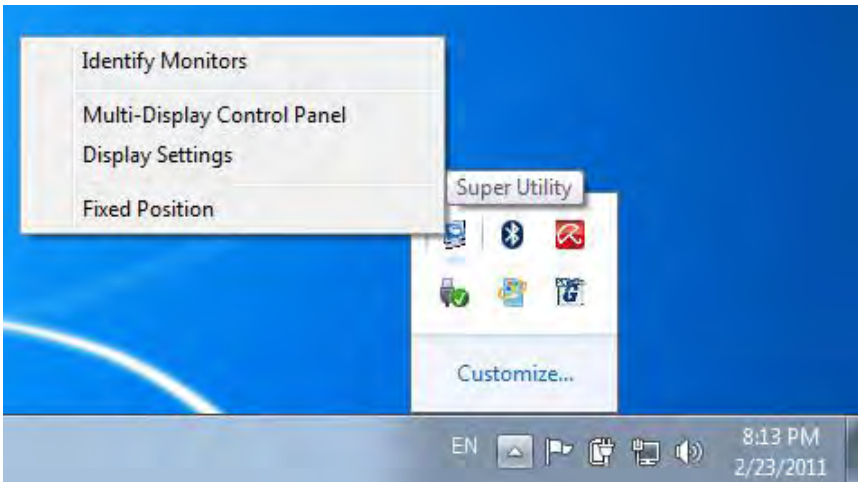 Identify Monitors
Multi-Display Control Panel
Display Settings
Fixed Position
Super Utility
G
Customize...
EN
8:13 PM
2/23/2011